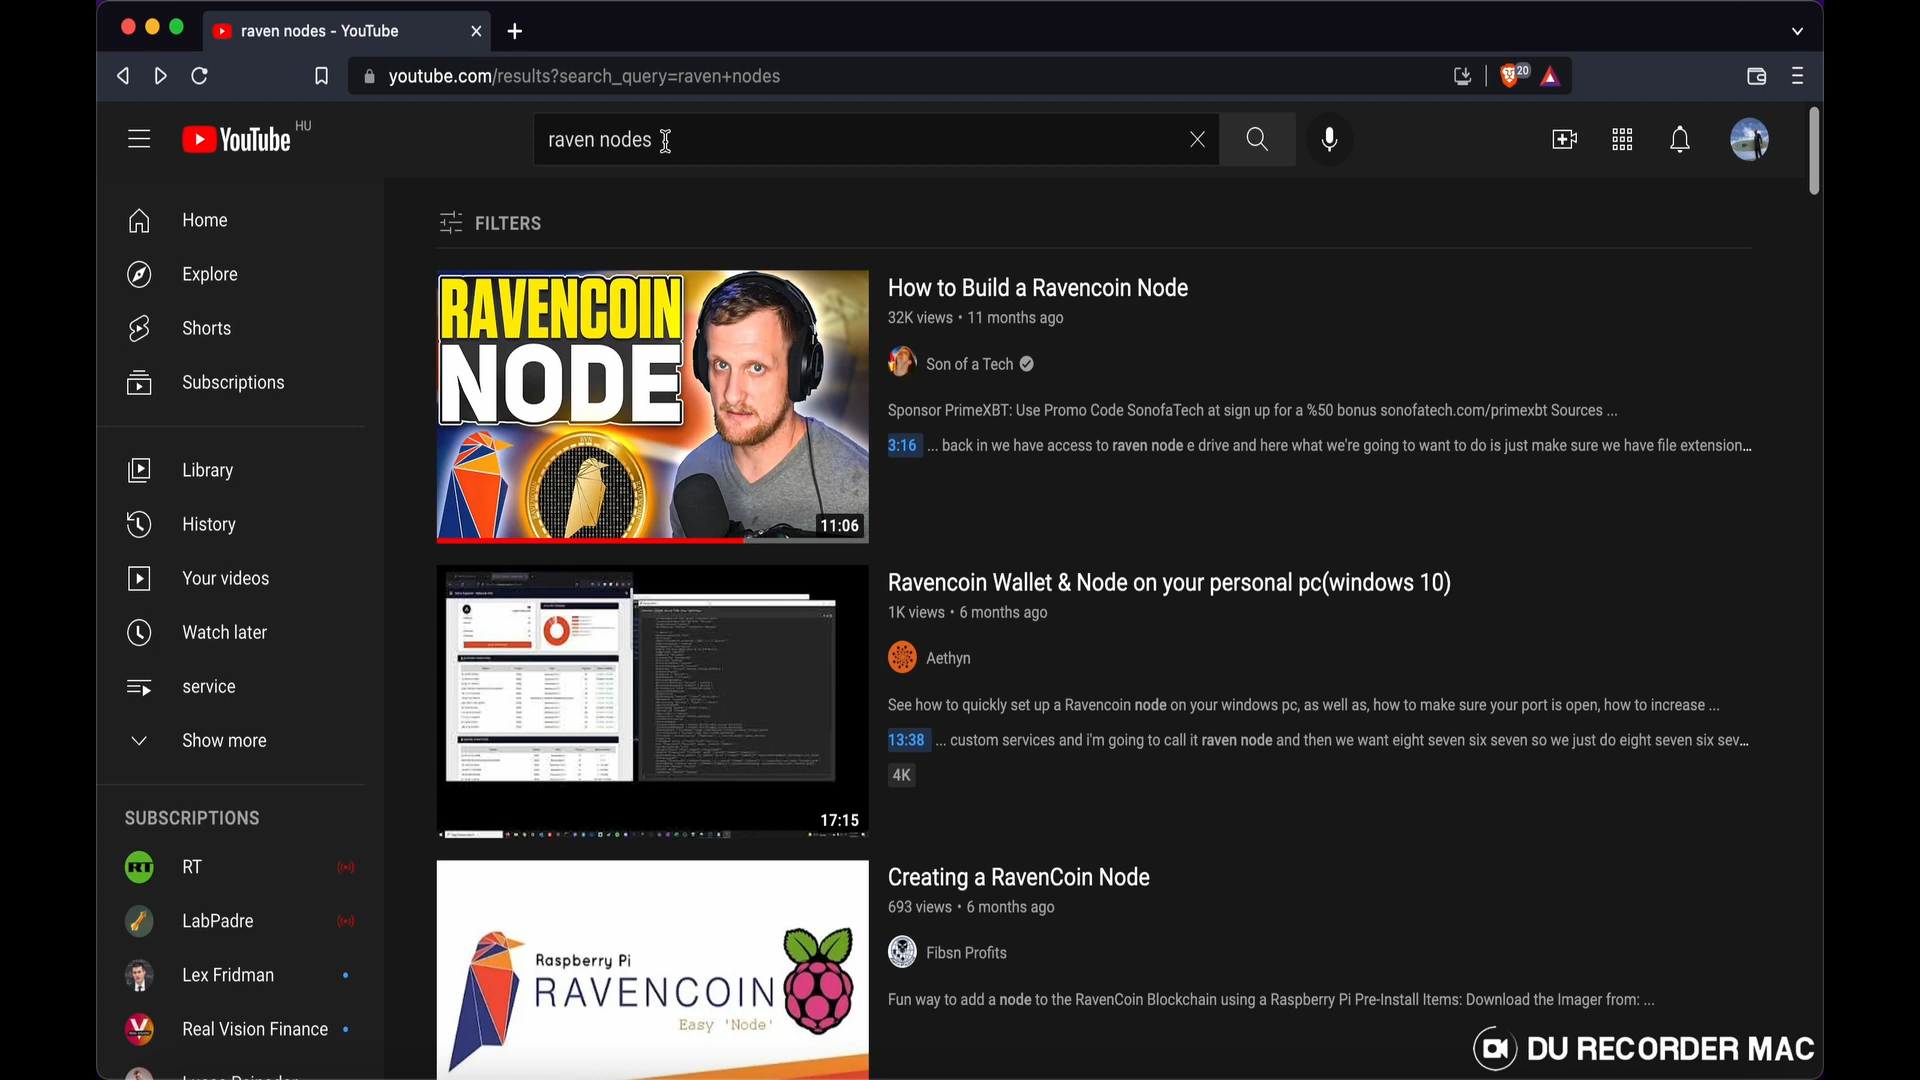 raven nodes - YouTube
youtube.com/results?search_query=raven+nodes
20
YouTube HU
raven nodes
Home
Explore
Shorts
Subscriptions
Library
History
Your videos
Watch later
service
Show more
SUBSCRIPTIONS
RT
RT
LabPadre
Lex Fridman
Real Vision Finance
FILTERS
RAVENCOIN
NODE
11:06
How to Build a Ravencoin Node
32K views • 11 months ago
Son of a Tech
Sponsor PrimeXBT: Use Promo Code SonofaTech at sign up for a %50 bonus sonofatech.com/primexbt Sources ...
3:16 ... back in we have access to raven node e drive and here what we're going to want to do is just make sure we have file extension...
17:15
Ravencoin Wallet & Node on your personal pc(windows 10)
1K views • 6 months ago
Aethyn
See how to quickly set up a Ravencoin node on your windows pc, as well as, how to make sure your port is open, how to increase ...
13:38 ... custom services and i'm going to call it raven node and then we want eight seven six seven so we just do eight seven six sev...
4K
Raspberry Pi
RAVENCOIN
Easy 'Node'
Creating a RavenCoin Node
693 views • 6 months ago
Fibsn Profits
Fun way to add a node to the RavenCoin Blockchain using a Raspberry Pi Pre-Install Items: Download the Imager from: ...
DU RECORDER MAC